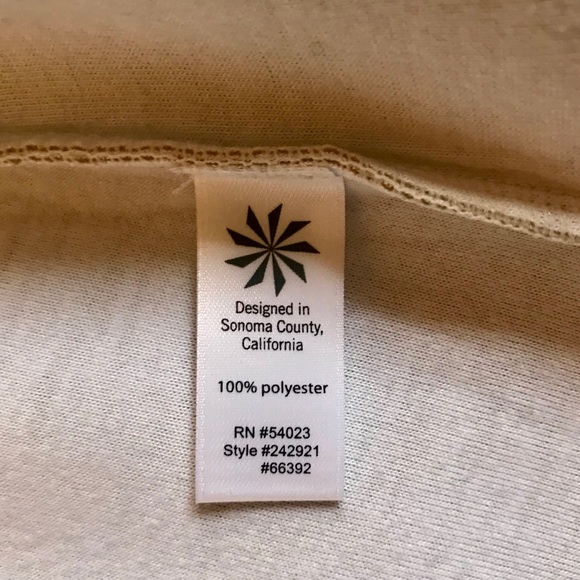 Designed in
Sonoma County,
California
100% polyester
RN #54023
Style #242921
#66392